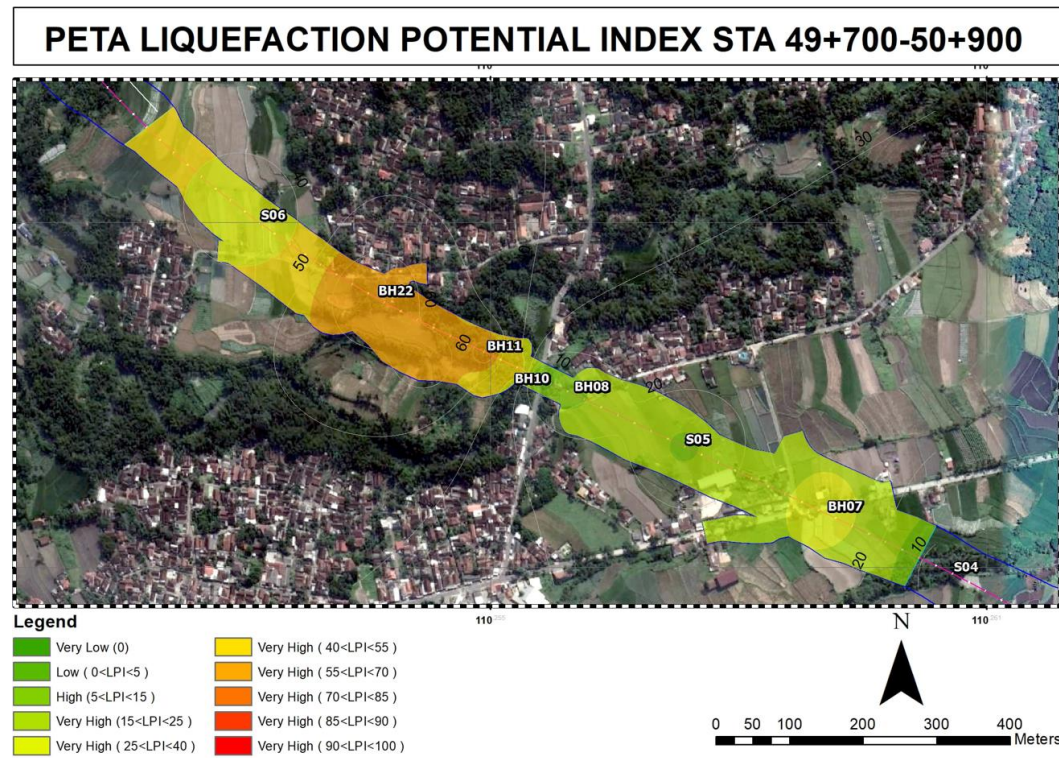 PETA LIQUEFACTION POTENTIAL INDEX STA 49+700-50+900
30
S06
50
BH22
60
BH11
10
BH10
BH08
20
S05
BH07
10
20
S04
110.255
110.261
Legend
Very Low (0)
Low ( 0<LPI<5 )
High (5<LPI<15 )
Very High (15<LPI<25 )
Very High ( 25<LPI<40 )
Very High ( 40<LPI<55 )
Very High ( 55<LPI<70 )
Very High ( 70<LPI<85 )
Very High ( 85<LPI<90 )
Very High ( 90<LPI<100 )
N
0 50 100 200 300 400
Meters